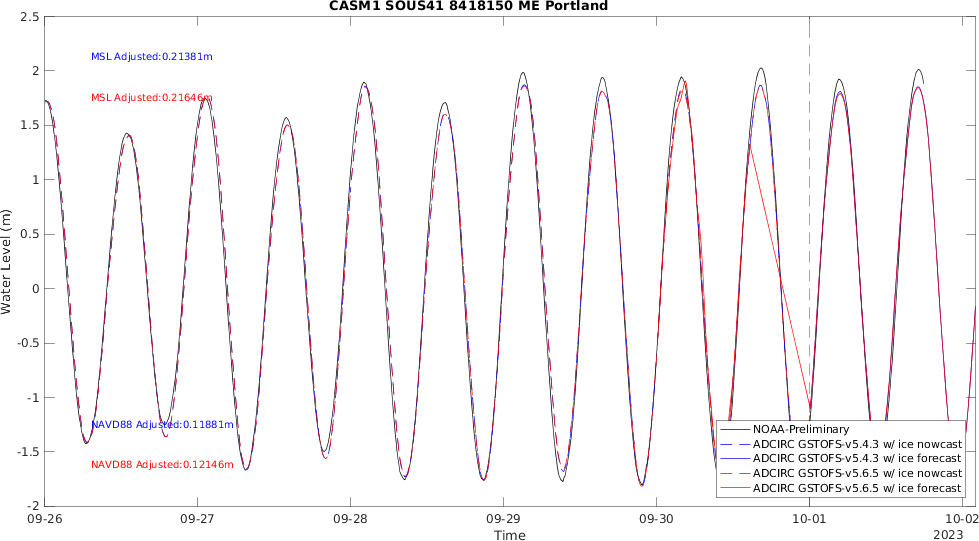 CASM1 SOUS41 8418150 ME Portland
2.5
2
1.5
1
0.5
0
-0.5
-1
-1.5
-2
Water Level (m)
MSL Adjusted:0.21381m
MSL Adjusted:0.21646m
NAVD88 Adjusted:0.11881m
NAVD88 Adjusted:0.12146m
NOAA-Preliminary
ADCIRC GSTOFS-v5.4.3 w/ ice nowcast
ADCIRC GSTOFS-v5.4.3 w/ ice forecast
ADCIRC GSTOFS-v5.6.5 w/ ice nowcast
ADCIRC GSTOFS-v5.6.5 w/ ice forecast
09-26 09-27 09-28 09-29 09-30 10-01 10-02
Time
2023